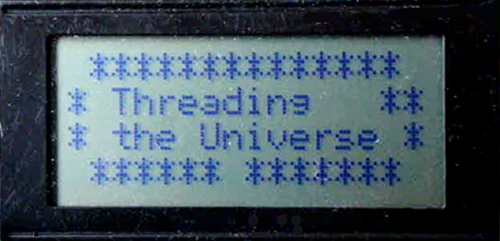 **************
* Threading   **
* the Universe *
****** *******